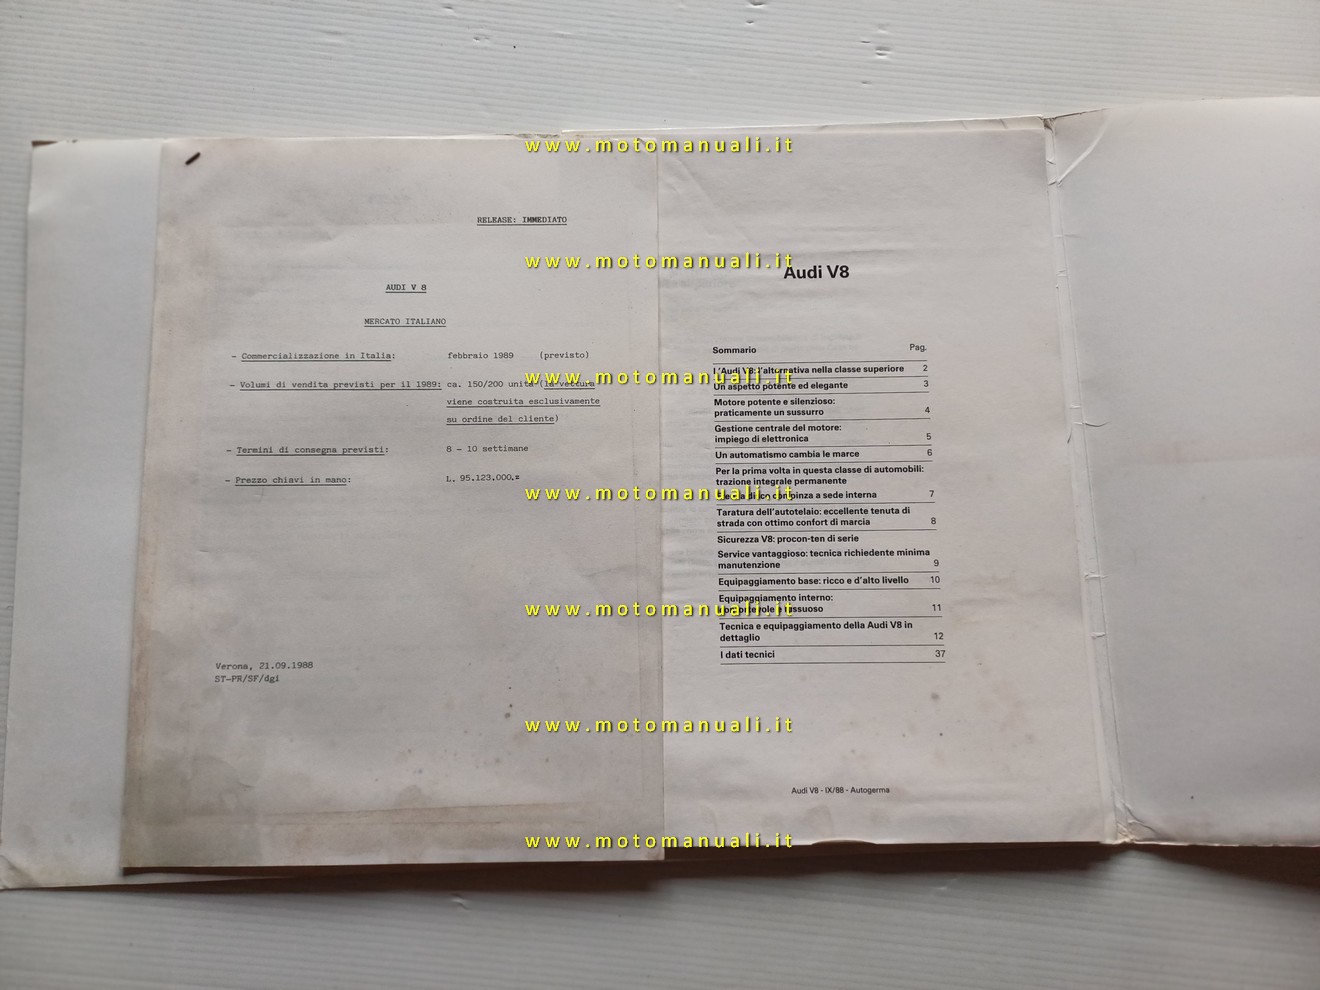 www.motomanuali.it
RELEASE: IMMEDIATO
www.motomanuali.it
AUDI V 8
MERCATO ITALIANO
- Commercializzazione in Italia: febbraio 1989 (previsto)
- Volumi di vendita previsti per il 1989: ca. 150/200 unità (la vettura
www.motomanuali.it
viene costruita esclusivamente
su ordine del cliente)
- Termini di consegna previsti: 8 - 10 settimane
- Prezzo chiavi in mano: L. 95.123.000.=
www.motomanuali.it
www.motomanuali.it
Verona, 21.09.1988
ST-PR/SF/dgi
www.motomanuali.it
www.motomanuali.it
Audi V8
Sommario Pag.
l'Audi V8: l'alternativa nella classe superiore 2
Un aspetto potente ed elegante 3
Motore potente e silenzioso:
praticamente un sussurro 4
Gestione centrale del motore:
impiego di elettronica 5
Un automatismo cambia le marce 6
Per la prima volta in questa classe di automobili:
trazione integrale permanente
pinza a sede interna 7
Taratura dell'autotelaio: eccellente tenuta di
strada con ottimo confort di marcia 8
Sicurezza V8: procon-ten di serie
Service vantaggioso: tecnica richiedente minima
manutenzione 9
Equipaggiamento base: ricco e d'alto livello 10
Equipaggiamento interno:
11
Tecnica e equipaggiamento della Audi V8 in
dettaglio 12
I dati tecnici 37
Audi V8 - IX/88 - Autogerma